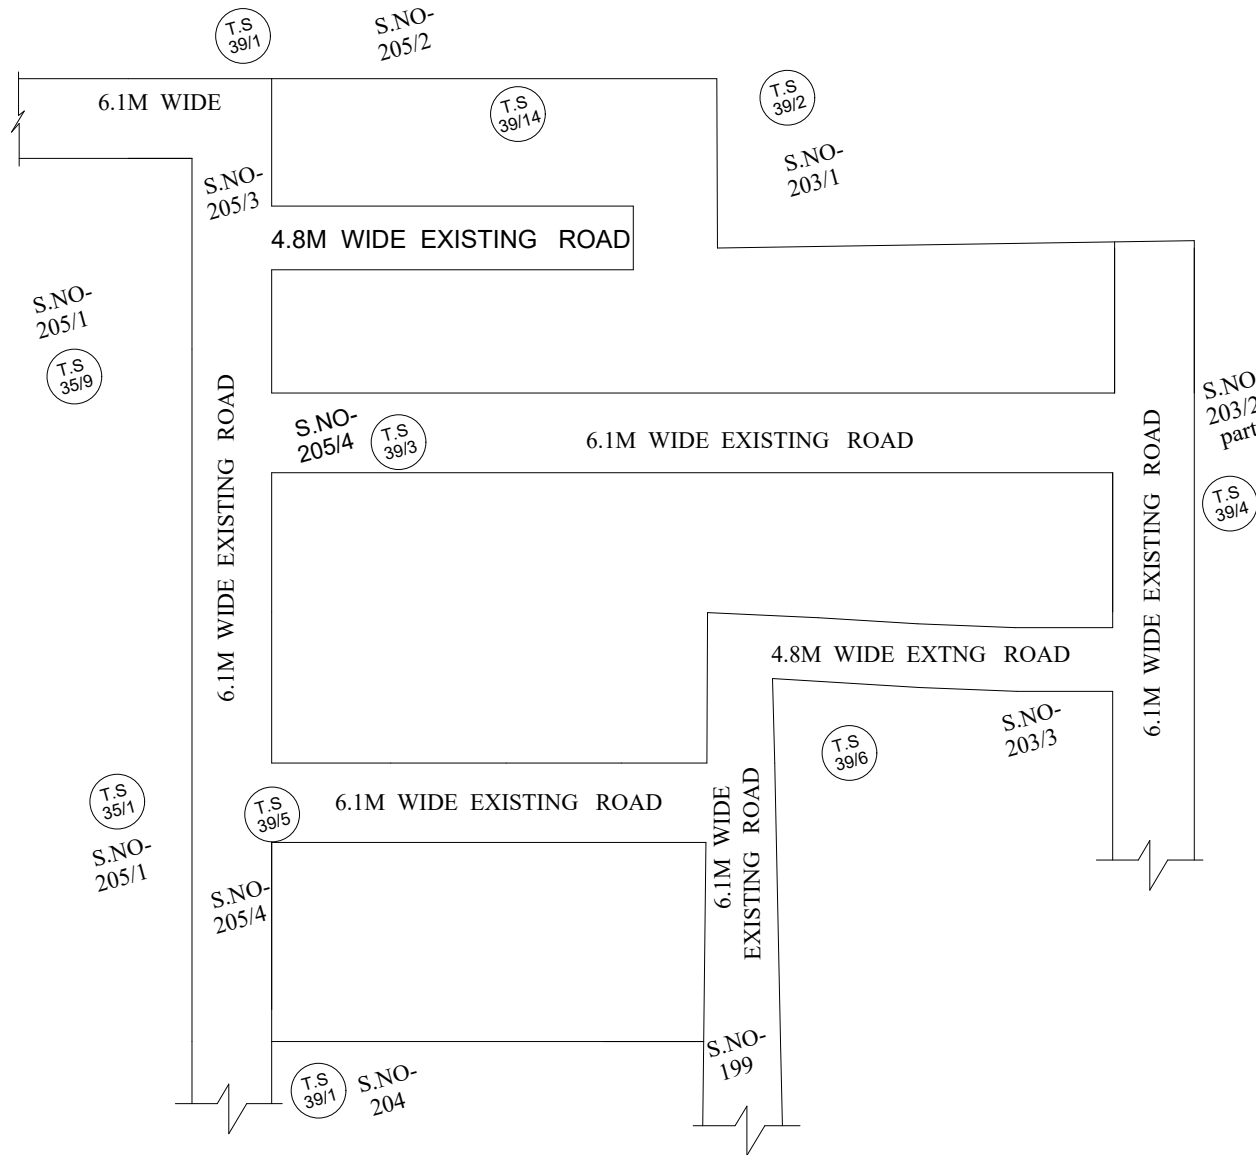 T.S
39/1
S.NO-
205/2
6.1M WIDE
T.S
39/14
T.S
39/2
S.NO-
203/1
S.NO-
205/3
4.8M WIDE EXISTING ROAD
S.NO-
205/1
T.S
35/9
6.1M WIDE EXISTING ROAD
S.NO-
205/4
T.S
39/3
6.1M WIDE EXISTING ROAD
6.1M WIDE EXISTING ROAD
S.NO
203/2
part
T.S
39/4
4.8M WIDE EXTNG ROAD
S.NO-
203/3
T.S
39/6
T.S
35/1
S.NO-
205/1
T.S
39/5
6.1M WIDE EXISTING ROAD
6.1M WIDE
EXISTING ROAD
S.NO-
205/4
S.NO-
199
T.S
39/1
S.NO-
204